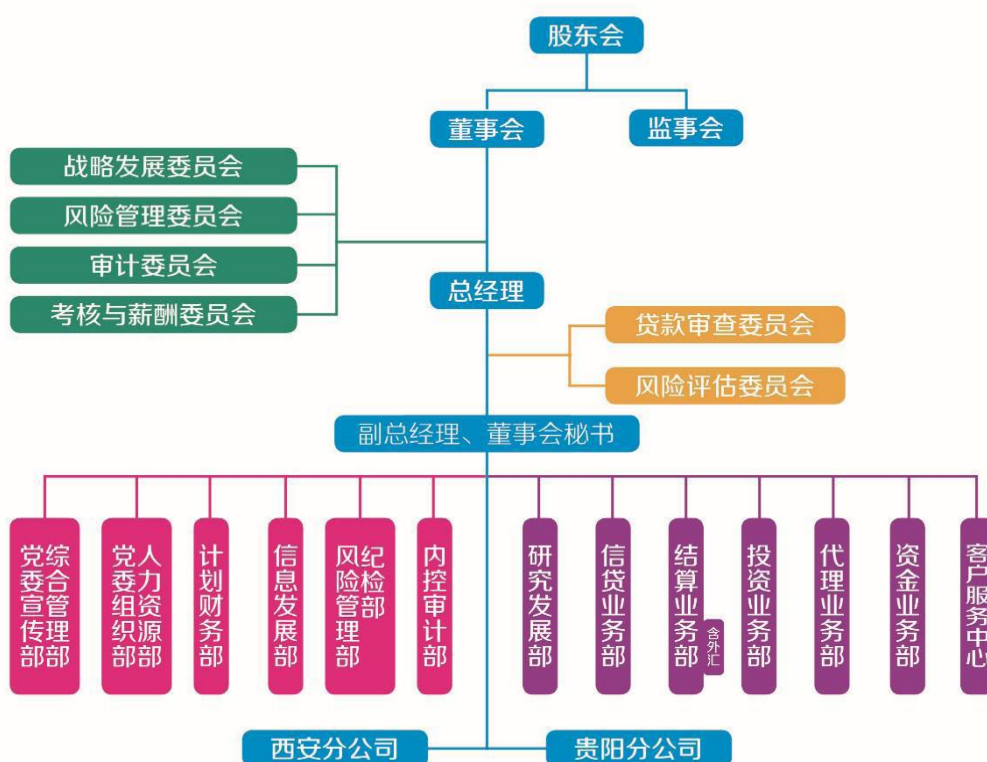 股东会
董事会
监事会
战略发展委员会
风险管理委员会
审计委员会
考核与薪酬委员会
总经理
贷款审查委员会
风险评估委员会
副总经理、董事会秘书
综合管理部
党委宣传部
人力资源部
党委组织部
计划财务部
信息发展部
纪检部
风险管理部
内控审计部
研究发展部
信贷业务部
结算业务部
含外汇
投资业务部
代理业务部
资金业务部
客户服务中心
西安分公司
贵阳分公司